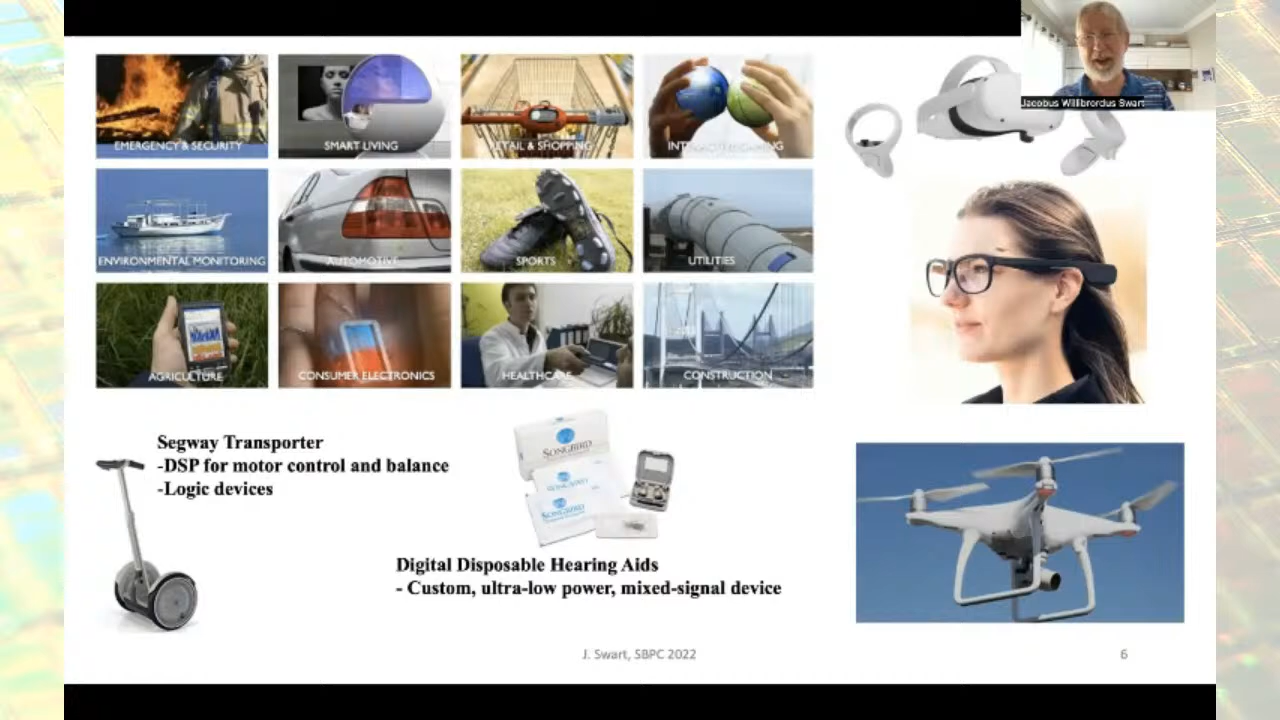 Jacobus Willibrordus Swart
EMERGENCY & SECURITY
SMART LIVING
RETAIL & SHOPPING
INTERACTIVE GAMING
ENVIRONMENTAL MONITORING
AUTOMOTIVE
SPORTS
UTILITIES
AGRICULTURE
CONSUMER ELECTRONICS
HEALTHCARE
CONSTRUCTION
Segway Transporter
-DSP for motor control and balance
-Logic devices
SONGBIRD
SONGBIRD
SONGBIRD
Digital Disposable Hearing Aids
- Custom, ultra-low power, mixed-signal device
J. Swart, SBPC 2022
6